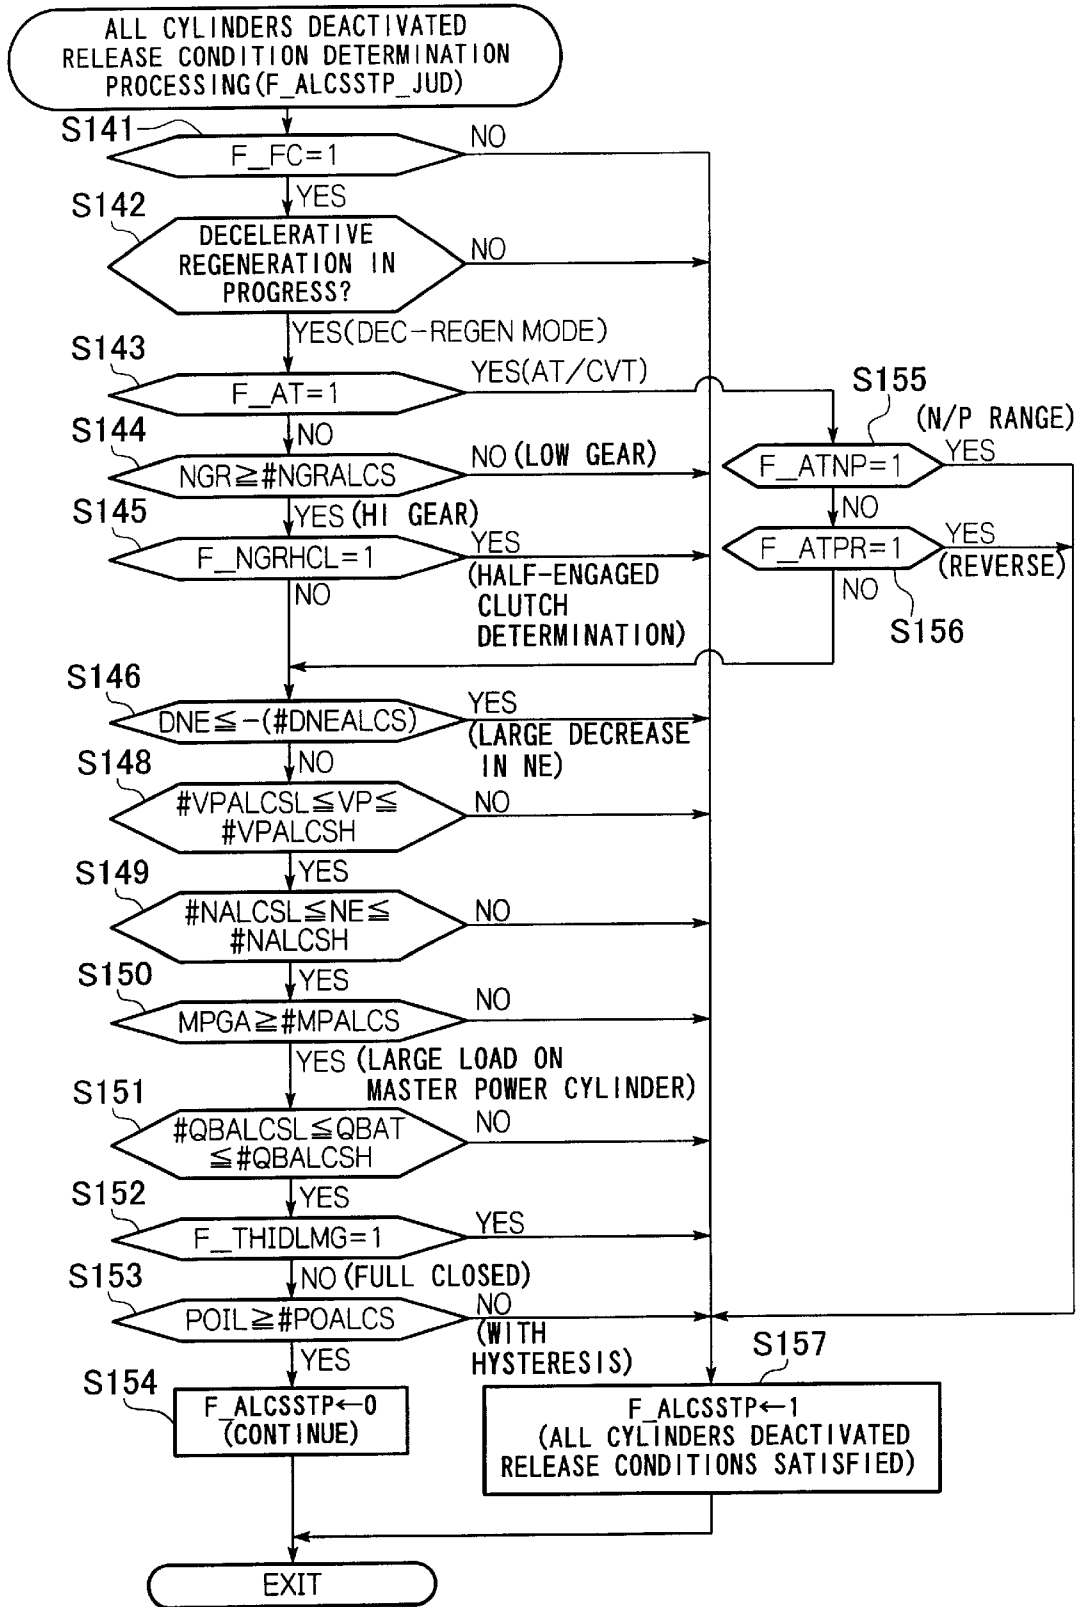 ALL CYLINDERS DEACTIVATED
RELEASE CONDITION DETERMINATION
PROCESSING(F_ALCSSTP_JUD)
S141
F_FC=1
NO
YES
S142
DECELERATIVE
REGENERATION IN
PROGRESS?
NO
YES(DEC-REGEN MODE)
S143
F_AT=1
YES(AT/CVT)
NO
S155
(N/P RANGE)
F_ATNP=1
YES
NO
S144
NGR≧#NGRALCS
NO (LOW GEAR)
YES (HI GEAR)
S145
F_NGRHCL=1
YES
(HALF-ENGAGED
CLUTCH
DETERMINATION)
NO
F_ATPR=1
YES
(REVERSE)
NO
S156
S146
DNE≦-(#DNEALCS)
YES
(LARGE DECREASE
IN NE)
NO
S148
#VPALCSL≦VP≦
#VPALCSH
NO
YES
S149
#NALCSL≦NE≦
#NALCSH
NO
YES
S150
MPGA≧#MPALCS
NO
YES (LARGE LOAD ON
MASTER POWER CYLINDER)
S151
#QBALCSL≦QBAT
≦#QBALCSH
NO
YES
S152
F_THIDLMG=1
YES
NO (FULL CLOSED)
S153
POIL≧#POALCS
NO
(WITH
HYSTERESIS)
YES
S154
F_ALCSSTP←0
(CONTINUE)
S157
F_ALCSSTP←1
(ALL CYLINDERS DEACTIVATED
RELEASE CONDITIONS SATISFIED)
EXIT